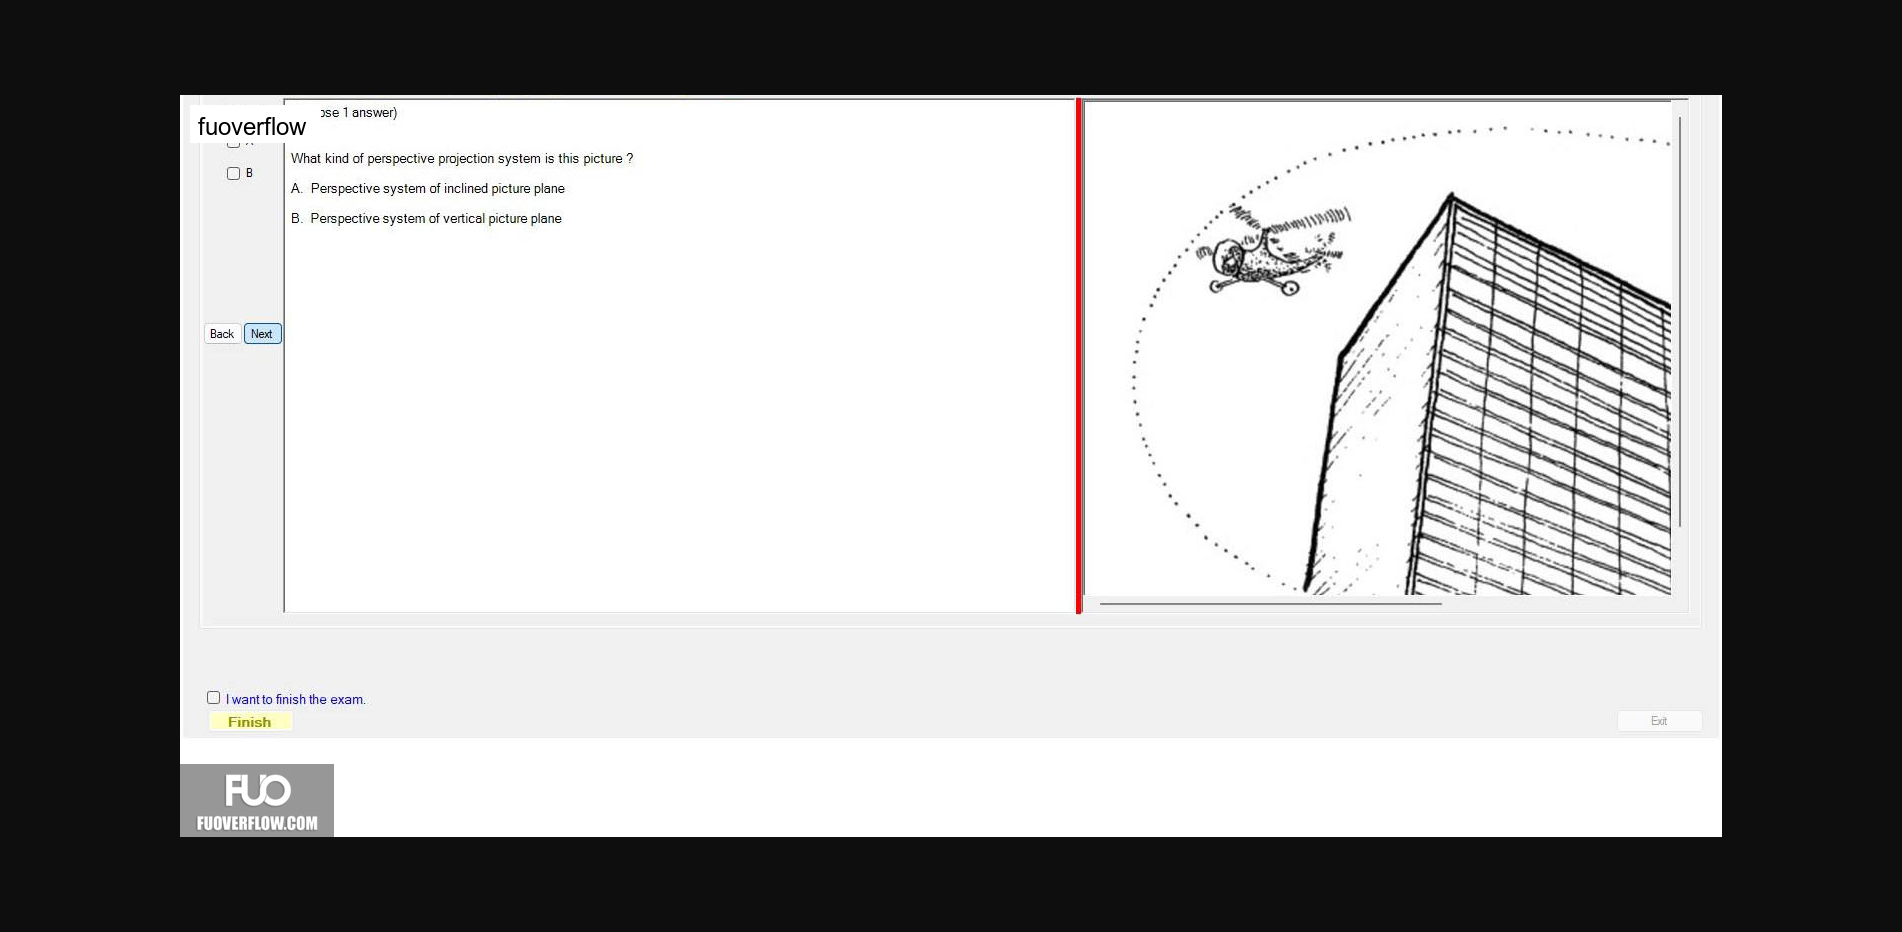 fuoverflow
ose 1 answer)
What kind of perspective projection system is this picture ?
A. Perspective system of inclined picture plane
B. Perspective system of vertical picture plane
B
Back
Next
I want to finish the exam.
Finish
Exit
FUO
FUOVERFLOW.COM